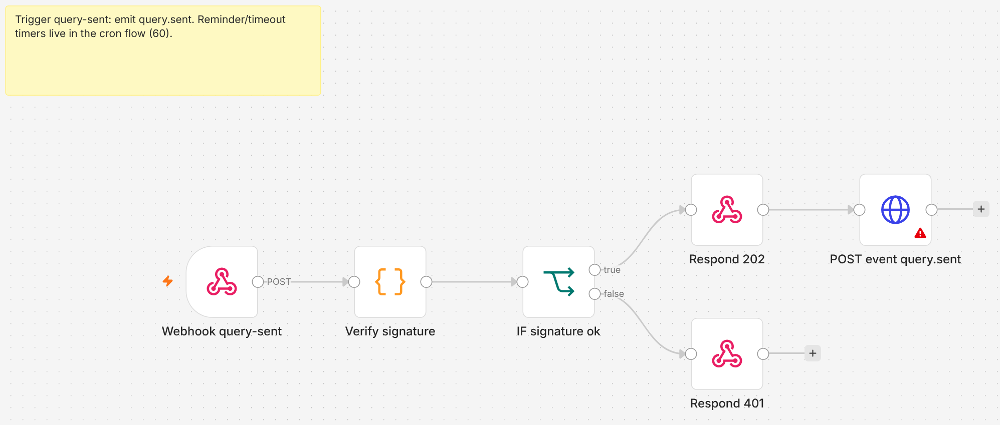 Trigger query-sent: emit query.sent. Reminder/timeout
timers live in the cron flow (60).
POST
Webhook query-sent
Verify signature
IF signature ok
true
false
Respond 202
POST event query.sent
Respond 401